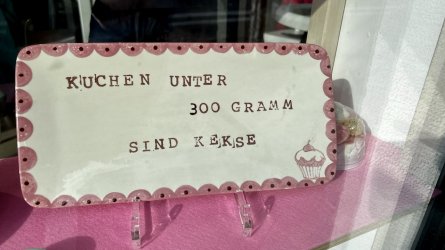 KUCHEN UNTER
300 GRAMM
SIND KEKSE